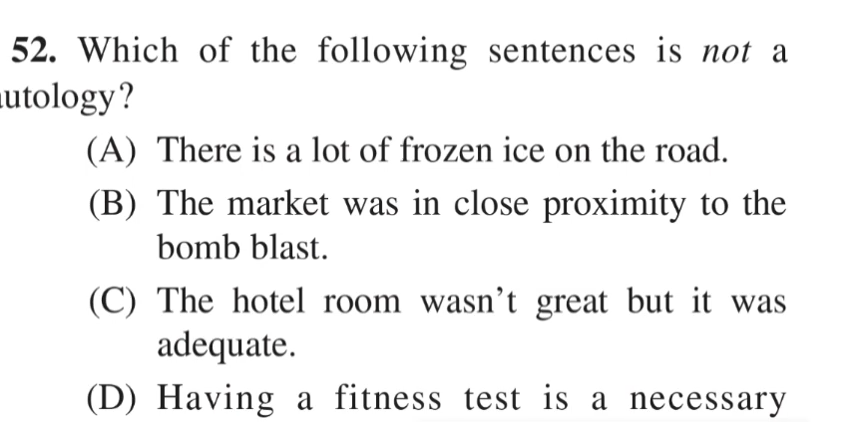 52. Which of the following sentences is not a
utology?
(A) There is a lot of frozen ice on the road.
(B) The market was in close proximity to the
bomb blast.
(C) The hotel room wasn't great but it was
adequate.
(D) Having a fitness test is a necessary